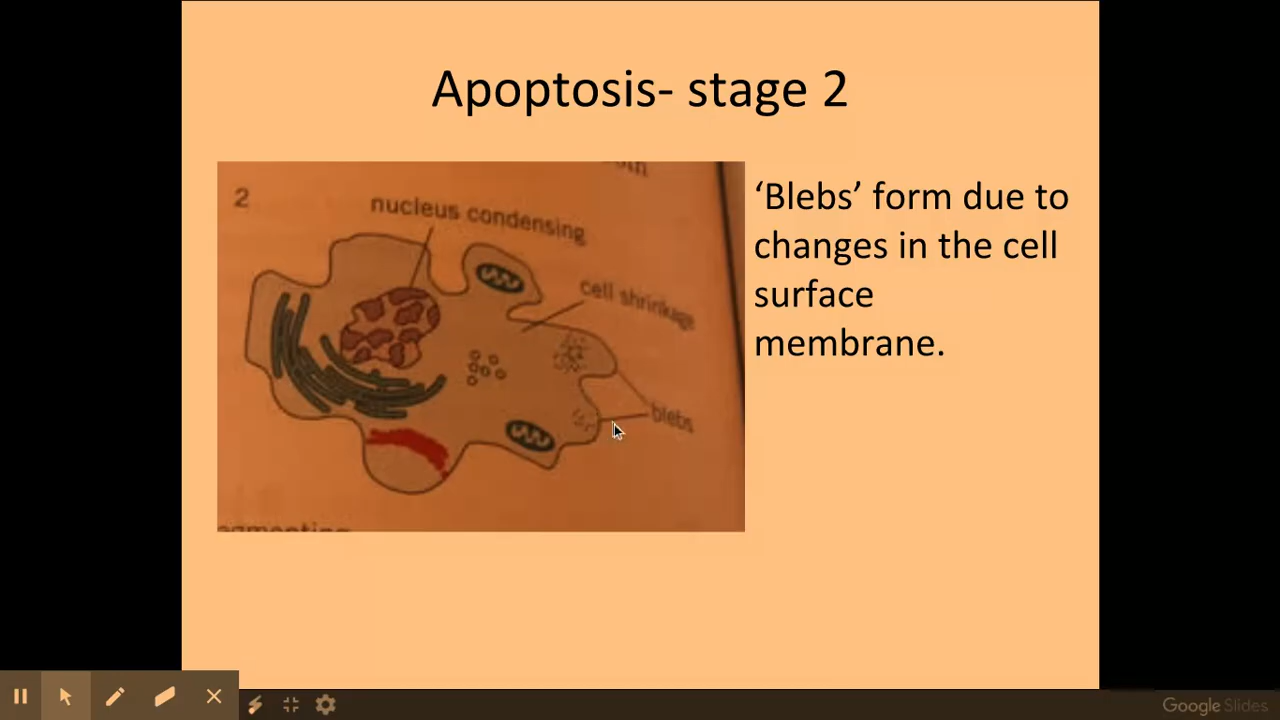 Apoptosis- stage 2
2
nucleus condensing
cell shrinkage
blebs
‘Blebs’ form due to
changes in the cell
surface
membrane.
Google Slides